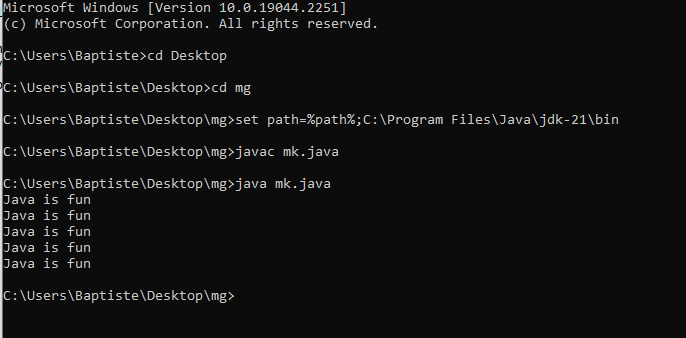 Microsoft Windows [Version 10.0.19044.2251]
(c) Microsoft Corporation. All rights reserved.
C:\Users\Baptiste>cd Desktop
C:\Users\Baptiste\Desktop>cd mg
C:\Users\Baptiste\Desktop\mg>set path=%path%;C:\Program Files\Java\jdk-21\bin
C:\Users\Baptiste\Desktop\mg>javac mk.java
C:\Users\Baptiste\Desktop\mg>java mk.java
Java is fun
Java is fun
Java is fun
Java is fun
Java is fun
C:\Users\Baptiste\Desktop\mg>